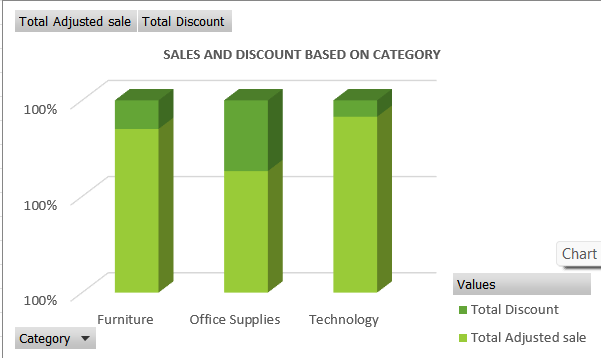 Total Adjusted sale Total Discount
SALES AND DISCOUNT BASED ON CATEGORY
100%
100%
100%
Furniture Office Supplies Technology
Chart
Values
Total Discount
Total Adjusted sale
Category